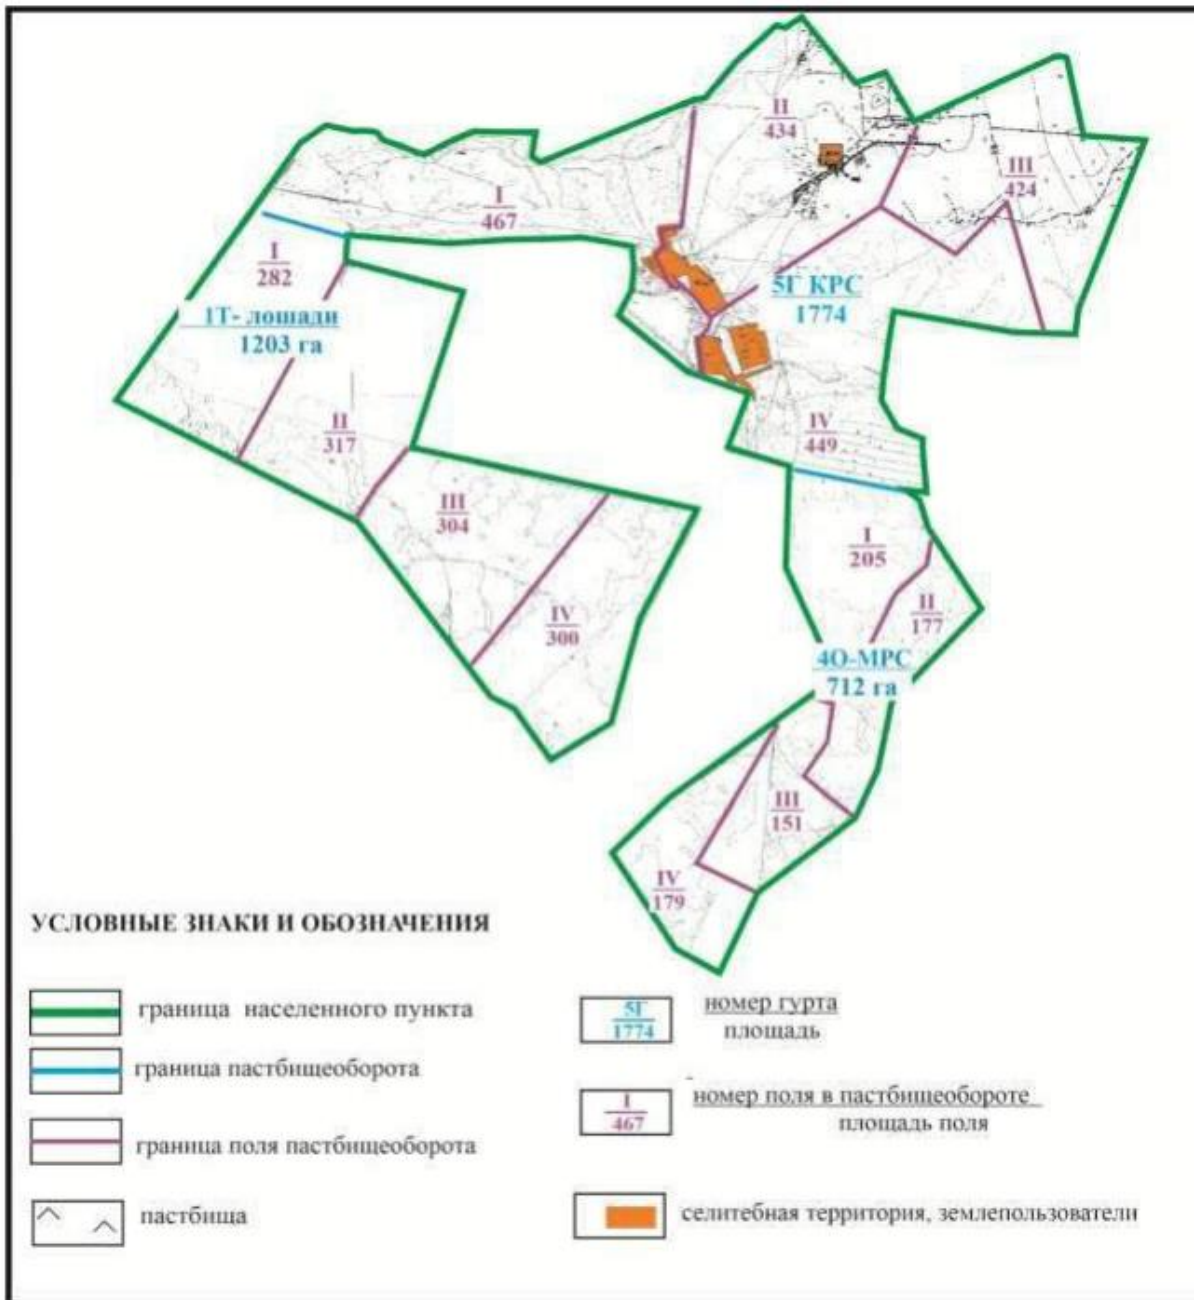 II
434
III
424
I
467
I
282
1Т- лошади
1203 га
5Г КРС
1774
II
317
IV
449
III
304
I
205
IV
300
II
177
4О-МРС
712 га
III
151
IV
179
УСЛОВНЫЕ ЗНАКИ И ОБОЗНАЧЕНИЯ
граница населенного пункта
граница пастбищеоборота
граница поля пастбищеоборота
пастбища
5Г
1774
номер гурта
площадь
I
467
номер поля в пастбищеобороте
площадь поля
селитебная территория, землепользователи